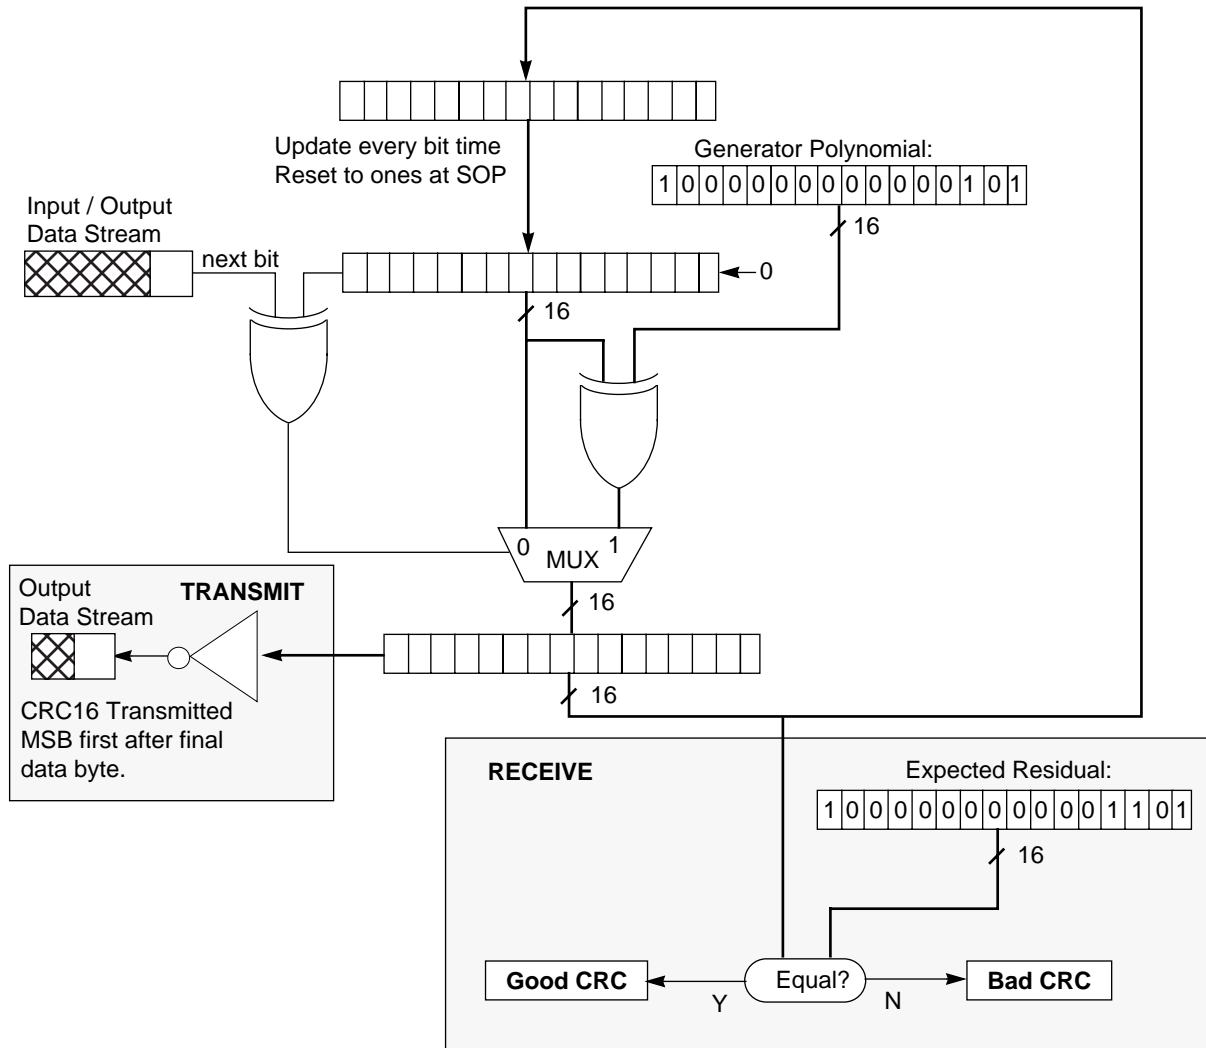 Update every bit time
Reset to ones at SOP
Generator Polynomial:
1 0 0 0 0 0 0 0 0 0 0 0 0 1 0 1
16
Input / Output
Data Stream
next bit
0
16
0
1
MUX
16
Output
Data Stream
TRANSMIT
CRC16 Transmitted
MSB first after final
data byte.
16
RECEIVE
Expected Residual:
1 0 0 0 0 0 0 0 0 0 0 0 1 1 0 1
16
Good CRC
Y
Equal?
N
Bad CRC